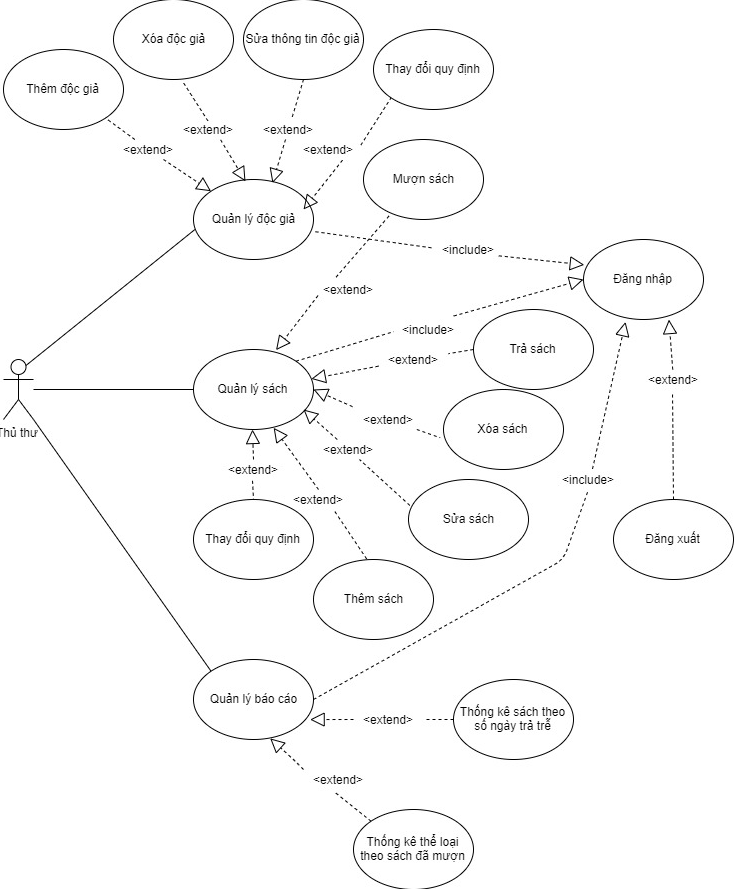 Xóa độc giả
Sửa thông tin độc giả
Thay đổi quy định
Thêm độc giả
<extend>
<extend>
<extend>
<extend>
Mượn sách
Quản lý độc giả
<include>
Đăng nhập
<extend>
<include>
Trả sách
<extend>
Quản lý sách
<extend>
Xóa sách
<extend>
<extend>
<extend>
<extend>
<include>
Thủ thư
Sửa sách
Thay đổi quy định
Đăng xuất
Thêm sách
Quản lý báo cáo
<extend>
Thống kê sách theo
số ngày trả trễ
<extend>
Thống kê thể loại
theo sách đã mượn